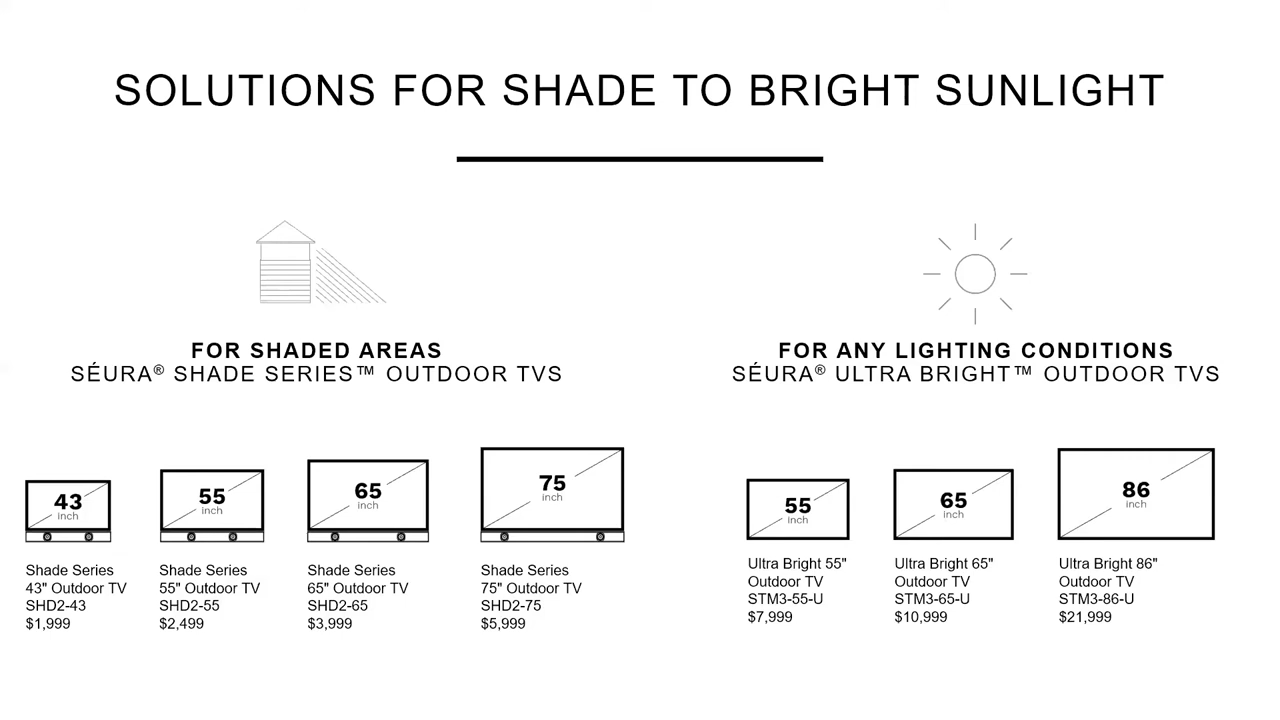 SOLUTIONS FOR SHADE TO BRIGHT SUNLIGHT
FOR SHADED AREAS
SÉURA® SHADE SERIES™ OUTDOOR TVS
43
inch
55
inch
65
inch
75
inch
Shade Series
43" Outdoor TV
SHD2-43
$1,999
Shade Series
55" Outdoor TV
SHD2-55
$2,499
Shade Series
65" Outdoor TV
SHD2-65
$3,999
Shade Series
75" Outdoor TV
SHD2-75
$5,999
FOR ANY LIGHTING CONDITIONS
SÉURA® ULTRA BRIGHT™ OUTDOOR TVS
55
inch
65
inch
86
inch
Ultra Bright 55"
Outdoor TV
STM3-55-U
$7,999
Ultra Bright 65"
Outdoor TV
STM3-65-U
$10,999
Ultra Bright 86"
Outdoor TV
STM3-86-U
$21,999